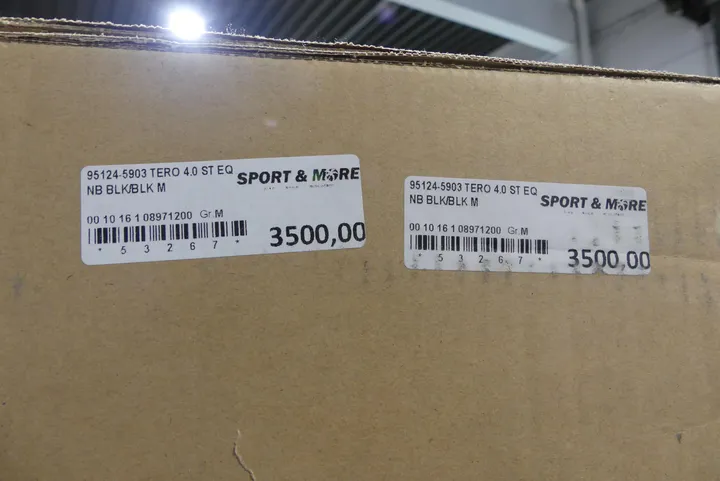 95124-5903 TERO 4.0 ST EQ
NB BLK/BLK M
SPORT & MORE
00 10 16 1 08971200 Gr.M
* 5 3 2 6 7 *
3500,00
95124-5903 TERO 4.0 ST EQ
NB BLK/BLK M
SPORT & MORE
00 10 16 1 08971200 Gr.M
* 5 3 2 6 7 *
3500,00